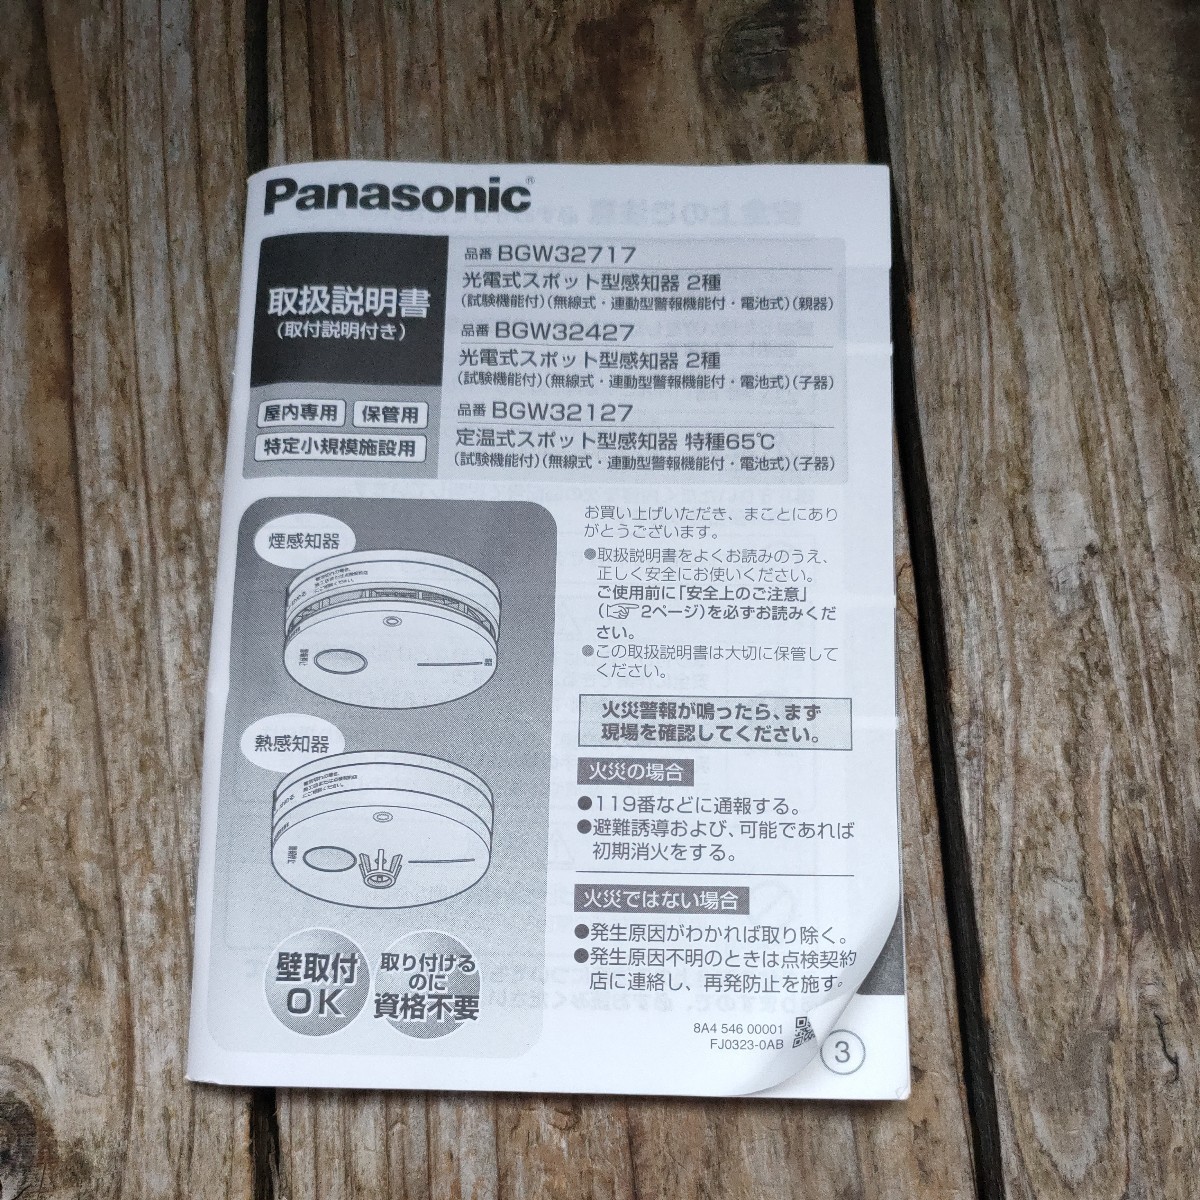 Panasonic®
取扱説明書
(取付説明付き)
屋内専用 保管用
特定小規模施設用
品番 BGW32717
光電式スポット型感知器 2種
(試験機能付)(無線式・連動型警報機能付・電池式)(親器)
品番 BGW32427
光電式スポット型感知器 2種
(試験機能付)(無線式・連動型警報機能付・電池式)(子器)
品番 BGW32127
定温式スポット型感知器 特種65℃
(試験機能付)(無線式・連動型警報機能付・電池式)(子器)
煙感知器
熱感知器
壁取付
OK
取り付ける
のに
資格不要
お買い上げいただき、まことにあり
がとうございます。
●取扱説明書をよくお読みのうえ、
正しく安全にお使いください。
ご使用前に「安全上のご注意」
(☞2ページ)を必ずお読みくだ
さい。
●この取扱説明書は大切に保管して
ください。
火災警報が鳴ったら、まず
現場を確認してください。
火災の場合
●119番などに通報する。
●避難誘導および、可能であれば
初期消火をする。
火災ではない場合
●発生原因がわかれば取り除く。
●発生原因不明のときは点検契約
店に連絡し、再発防止を施す。
8A4 546 00001
FJ0323-0AB
3